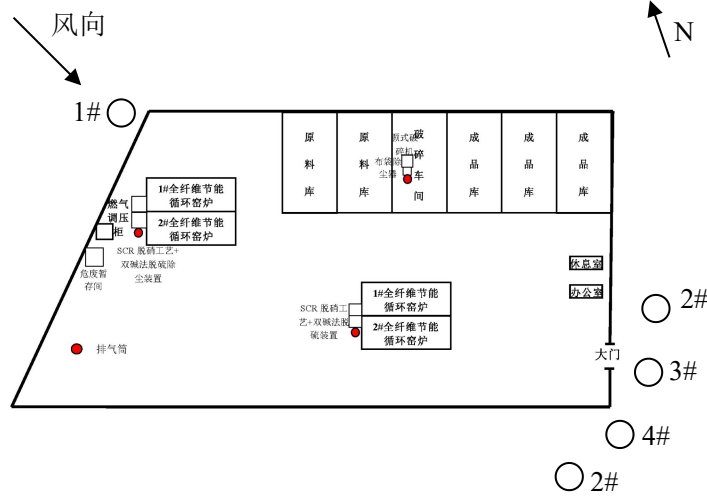 风向
N
1#
原料库
原料库
破碎车间
颚式破碎机
布袋除尘器
成品库
成品库
成品库
燃气调压柜
1#全纤维节能
循环窑炉
2#全纤维节能
循环窑炉
SCR 脱硝工艺+
双碱法脱硫除
尘装置
危废暂
存间
休息室
办公室
1#全纤维节能
循环窑炉
2#全纤维节能
循环窑炉
SCR 脱硝工
艺+双碱法脱
硫装置
2#
大门
3#
排气筒
4#
2#